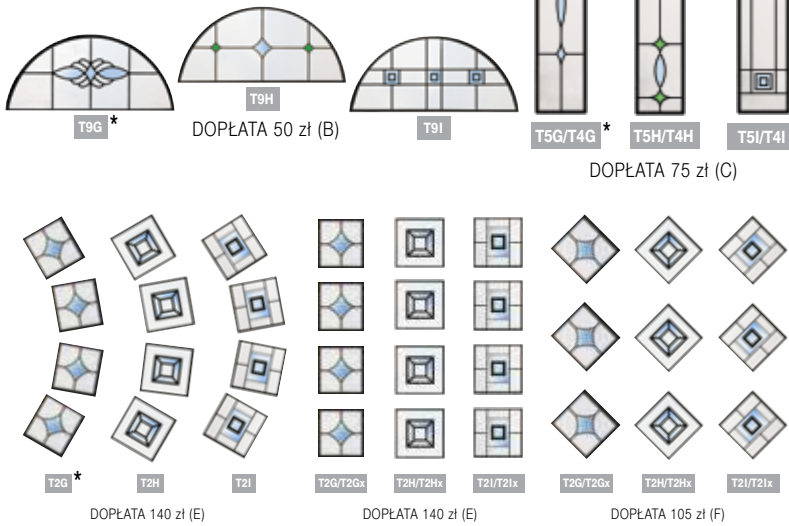 T9G *
T9H
DOPŁATA 50 zł (B)
T9I
T5G/T4G *
T5H/T4H
T5I/T4I
DOPŁATA 75 zł (C)
T2G *
T2H
T2I
T2G/T2Gx
T2H/T2Hx
T2I/T2Ix
T2G/T2Gx
T2H/T2Hx
T2I/T2Ix
DOPŁATA 140 zł (E)
DOPŁATA 140 zł (E)
DOPŁATA 105 zł (F)